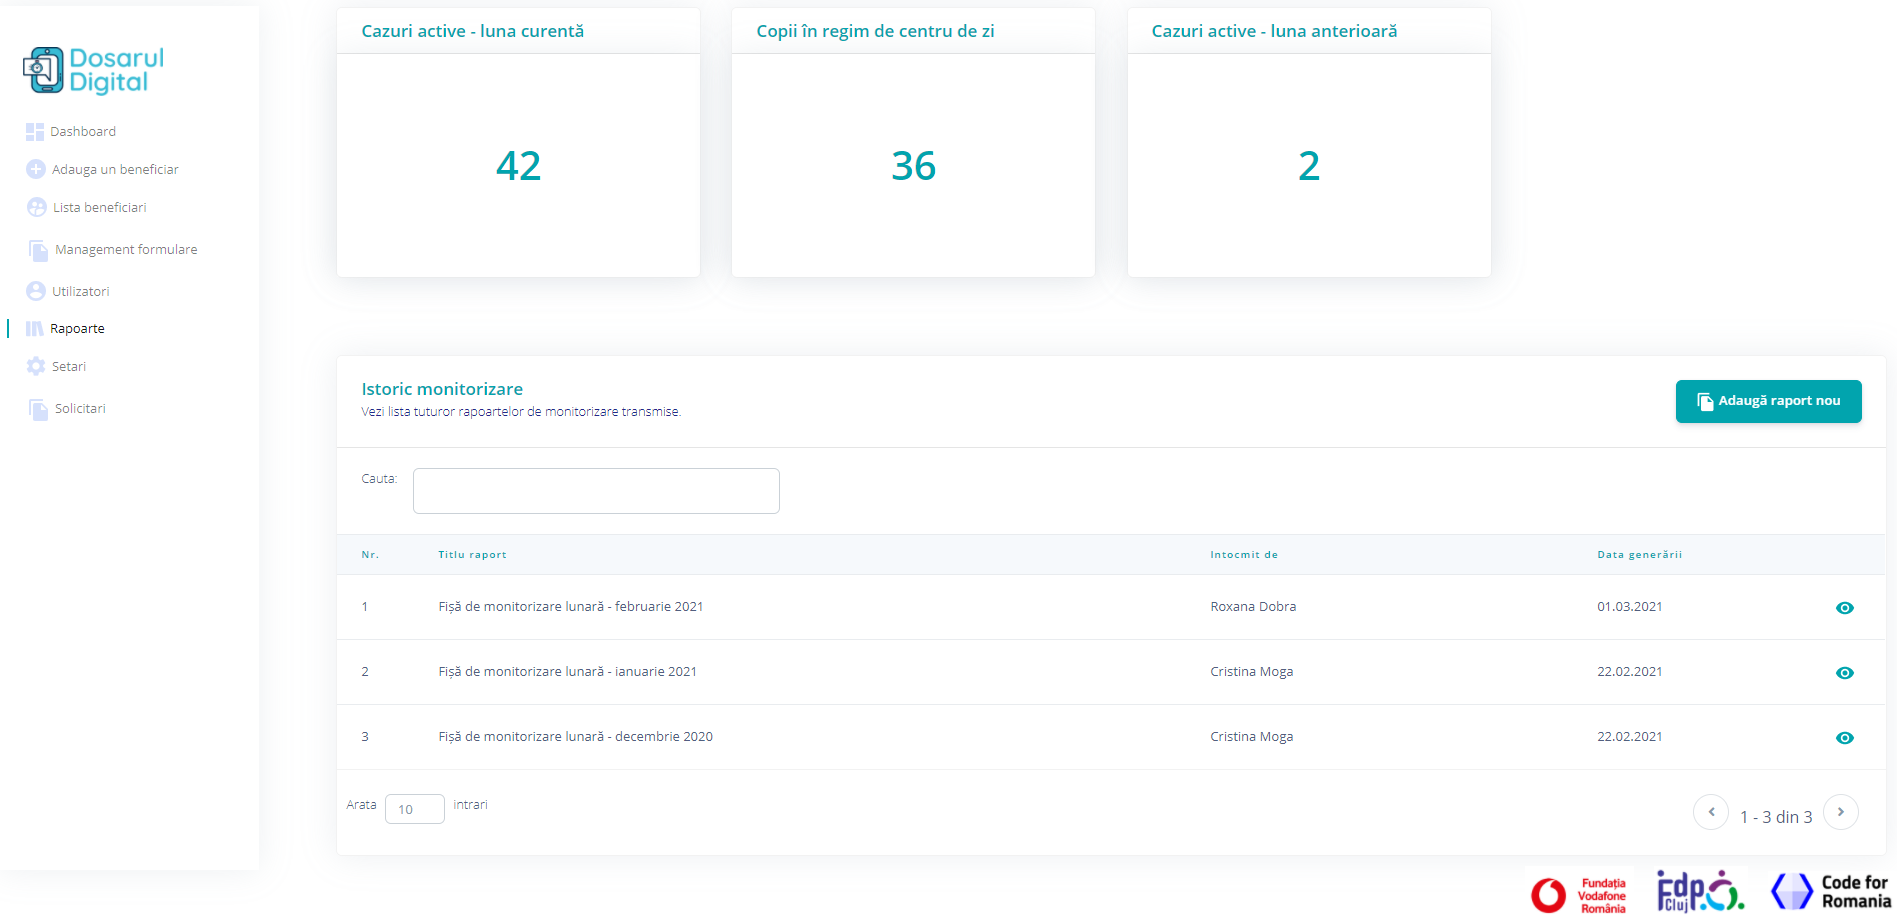 Dosarul
Digital
Dashboard
Adauga un beneficiar
Lista beneficiari
Management formulare
Utilizatori
Rapoarte
Setari
Solicitari
Cazuri active - luna curentă
42
Copii în regim de centru de zi
36
Cazuri active - luna anterioară
2
Istoric monitorizare
Vezi lista tuturor rapoartelor de monitorizare transmise.
Adaugă raport nou
Cauta:
Nr. Titlu raport Intocmit de Data generării
1 Fișă de monitorizare lunară - februarie 2021 Roxana Dobra 01.03.2021
2 Fișă de monitorizare lunară - ianuarie 2021 Cristina Moga 22.02.2021
3 Fișă de monitorizare lunară - decembrie 2020 Cristina Moga 22.02.2021
Arata 10 intrari
1 - 3 din 3
Fundația
Vodafone
România
fdp
Cluj
Code for
Romania